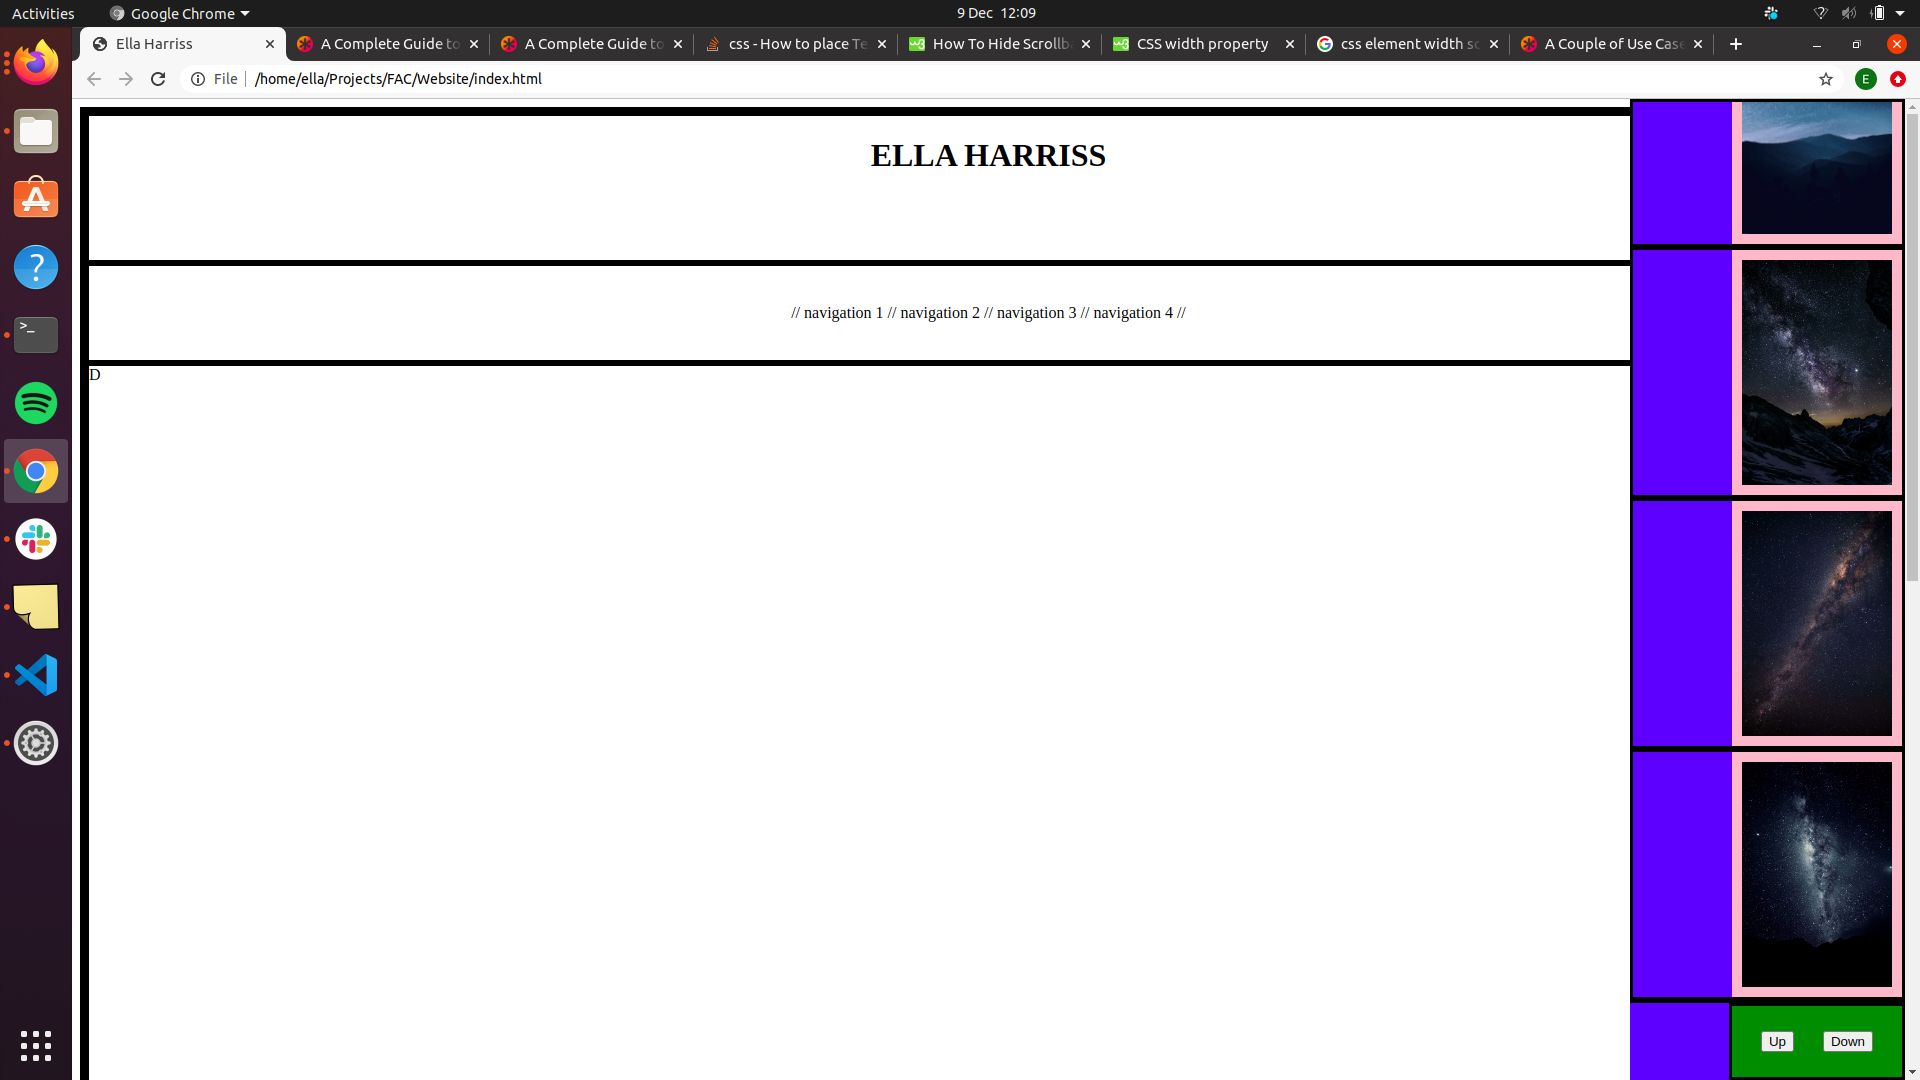 Activities
Google Chrome
9 Dec 12:09
Ella Harriss
A Complete Guide to
A Complete Guide to
css - How to place Te
How To Hide Scrollb
CSS width property
css element width sc
A Couple of Use Case
File
/home/ella/Projects/FAC/Website/index.html
E
ELLA HARRISS
// navigation 1 // navigation 2 // navigation 3 // navigation 4 //
D
Up
Down